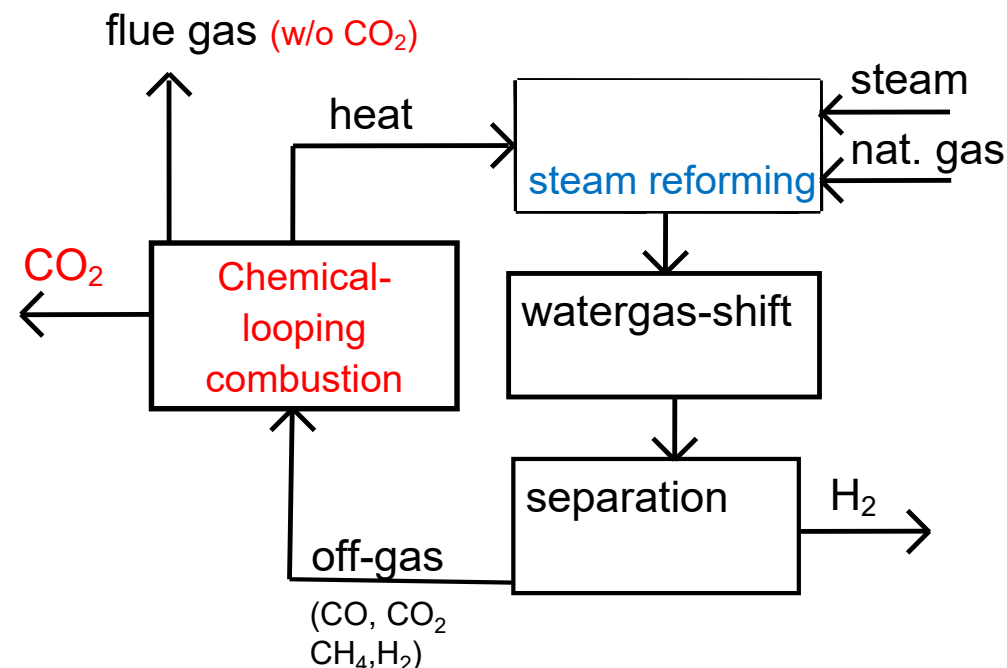 flue gas (w/o CO₂)
steam
heat
nat. gas
steam reforming
CO₂
Chemical-
looping
combustion
watergas-shift
separation
H₂
off-gas
(CO, CO₂
CH₄,H₂)